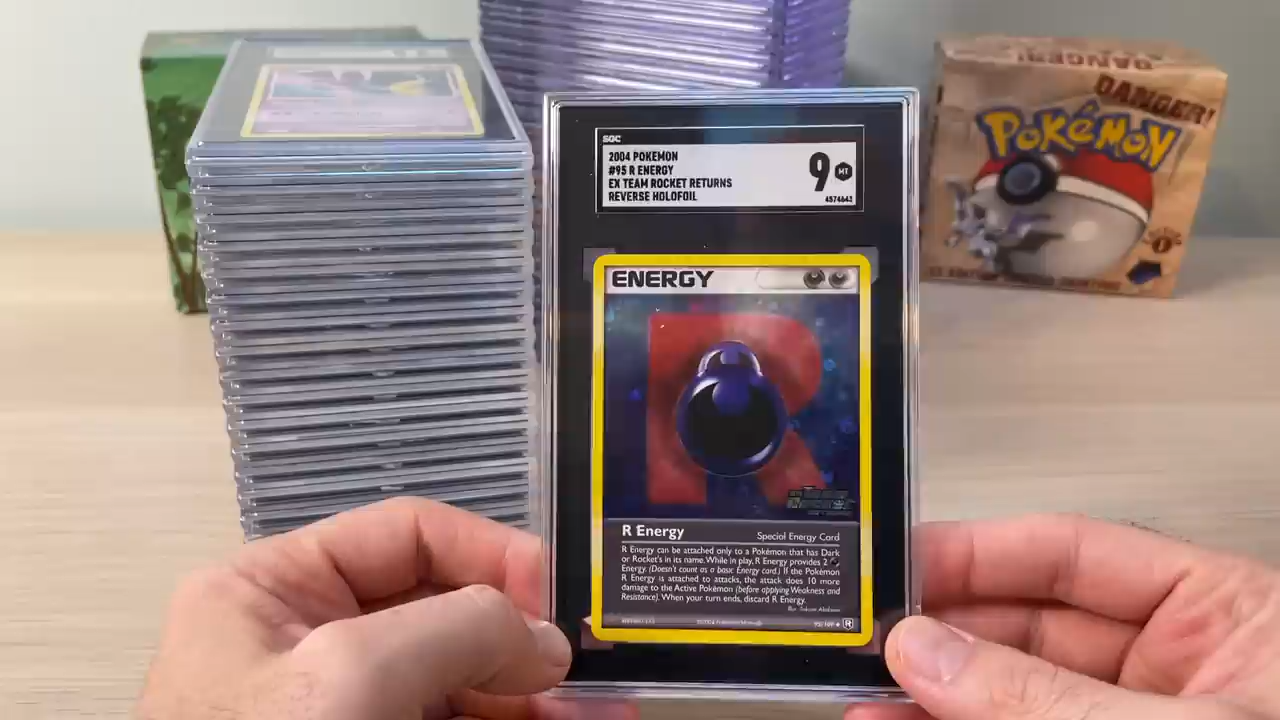 SGC
2004 POKEMON
#95 R ENERGY
EX TEAM ROCKET RETURNS
REVERSE HOLOFOIL
9 MT
4574643
DANGER!
POKéMON
ENERGY
R
R Energy Special Energy Card
R Energy can be attached only to a Pokémon that has Dark
or Rocket's in its name. While in play, R Energy provides 2
Energy. (Doesn't count as a basic Energy card.) If the Pokémon
R Energy is attached to attacks, the attack does 10 more
damage to the Active Pokémon (before applying Weakness and
Resistance). When your turn ends, discard R Energy.
95/109
R